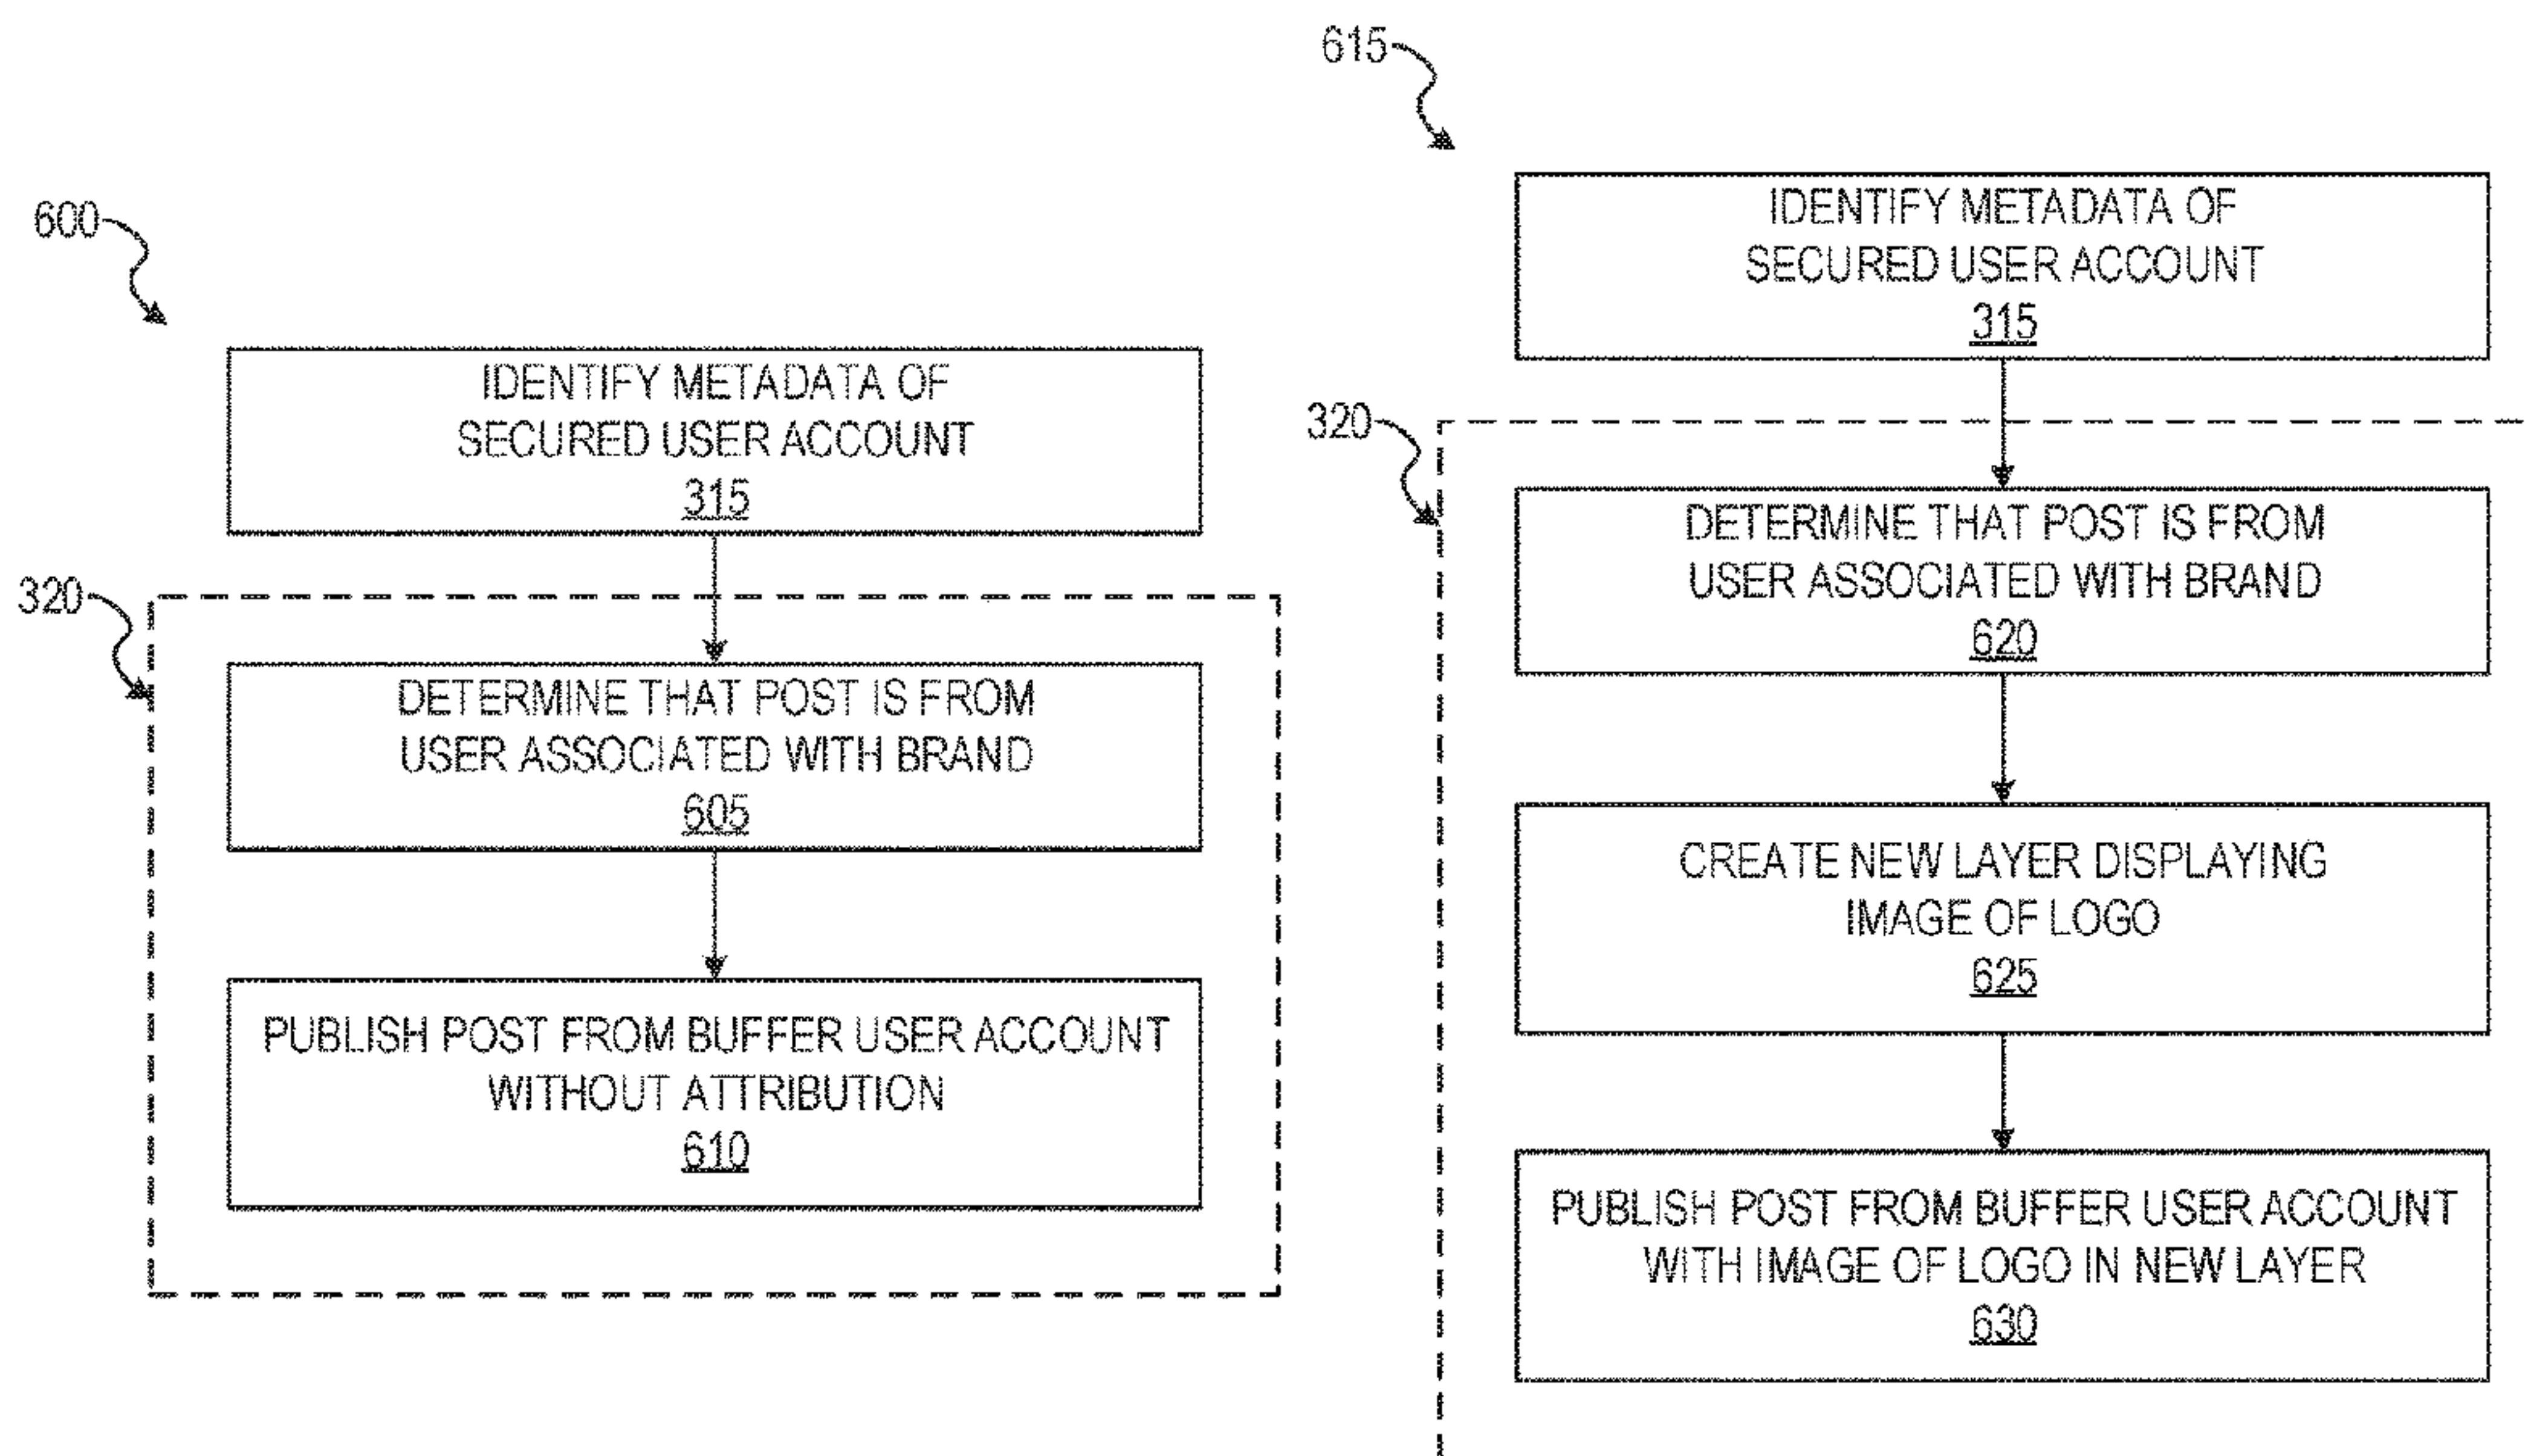 600
IDENTIFY METADATA OF
SECURED USER ACCOUNT
315
320
DETERMINE THAT POST IS FROM
USER ASSOCIATED WITH BRAND
605
PUBLISH POST FROM BUFFER USER ACCOUNT
WITHOUT ATTRIBUTION
610
615
IDENTIFY METADATA OF
SECURED USER ACCOUNT
315
320
DETERMINE THAT POST IS FROM
USER ASSOCIATED WITH BRAND
620
CREATE NEW LAYER DISPLAYING
IMAGE OF LOGO
625
PUBLISH POST FROM BUFFER USER ACCOUNT
WITH IMAGE OF LOGO IN NEW LAYER
630